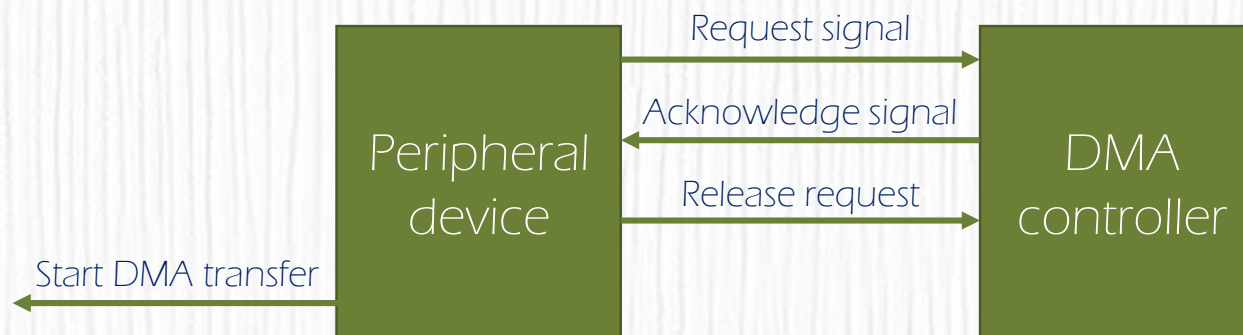 Request signal
Acknowledge signal
Peripheral
device
DMA
controller
Release request
Start DMA transfer